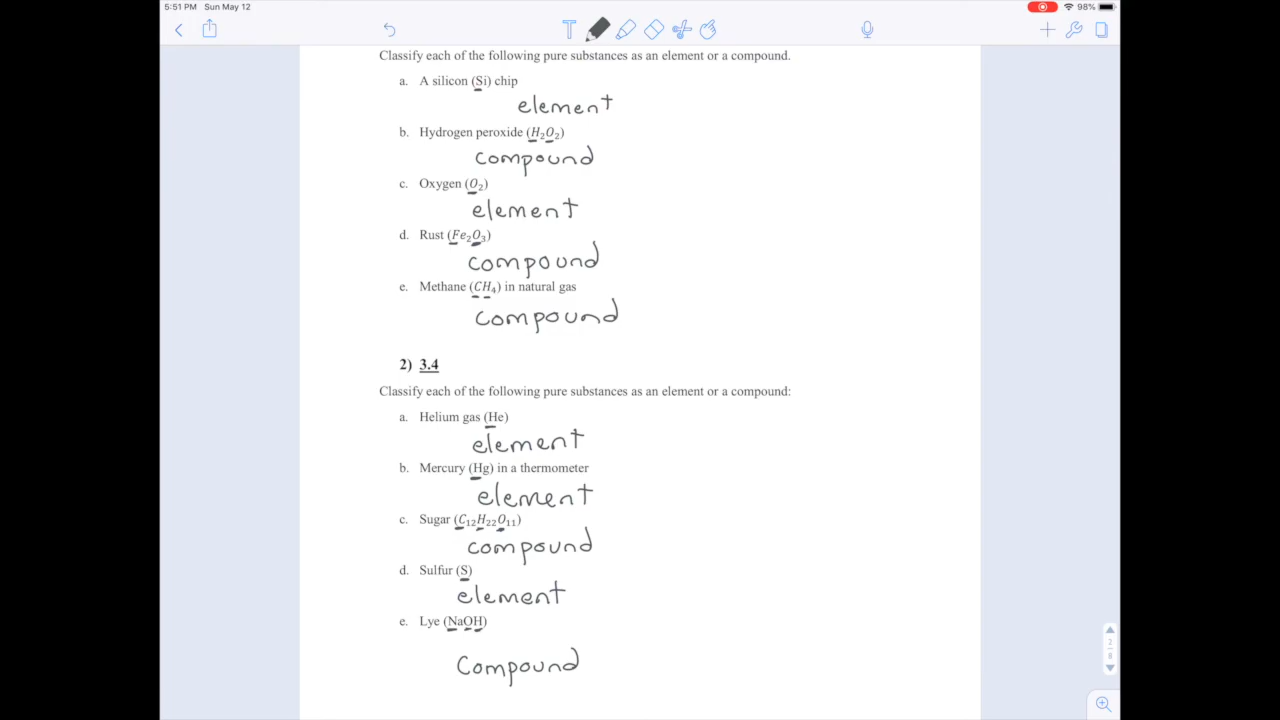 5:51 PM Sun May 12
98%
Classify each of the following pure substances as an element or a compound.
a. A silicon (Si) chip
element
b. Hydrogen peroxide (H₂O₂)
compound
c. Oxygen (O₂)
element
d. Rust (Fe₂O₃)
compound
e. Methane (CH₄) in natural gas
compound
2) 3.4
Classify each of the following pure substances as an element or a compound:
a. Helium gas (He)
element
b. Mercury (Hg) in a thermometer
element
c. Sugar (C₁₂H₂₂O₁₁)
compound
d. Sulfur (S)
element
e. Lye (NaOH)
compound
2
8